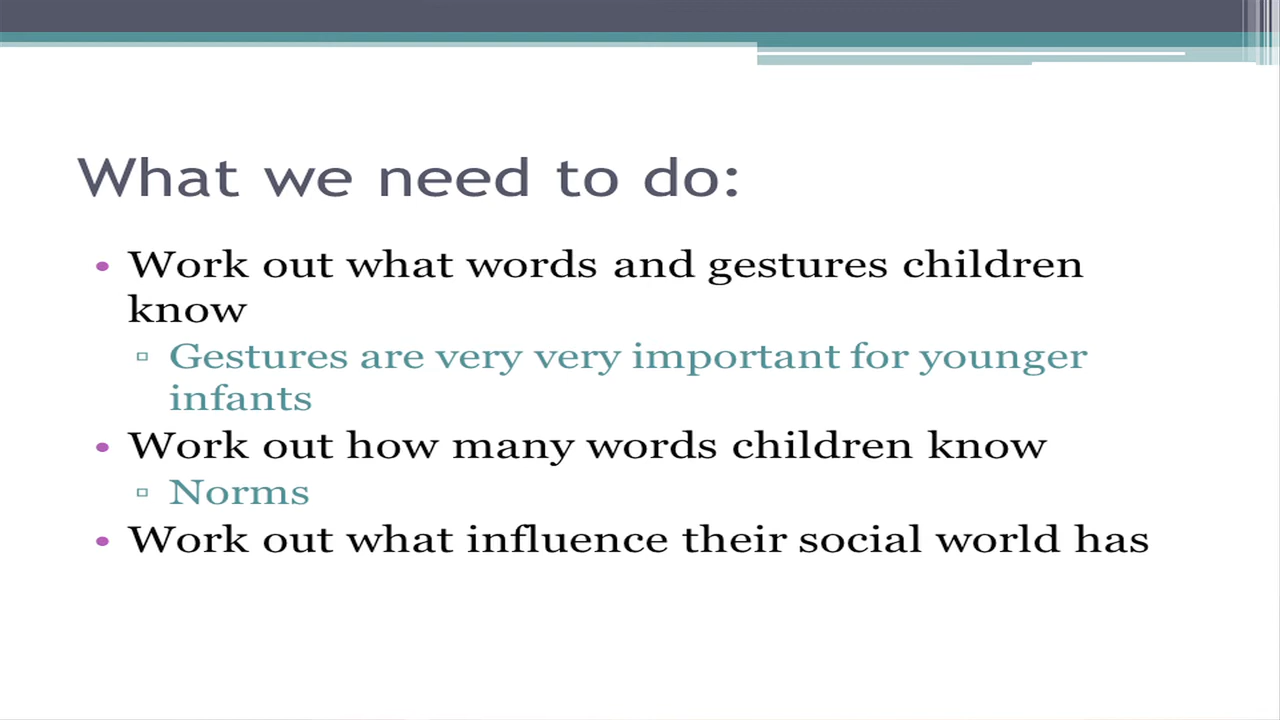 What we need to do:
• Work out what words and gestures children
know
▫ Gestures are very very important for younger
infants
• Work out how many words children know
▫ Norms
• Work out what influence their social world has